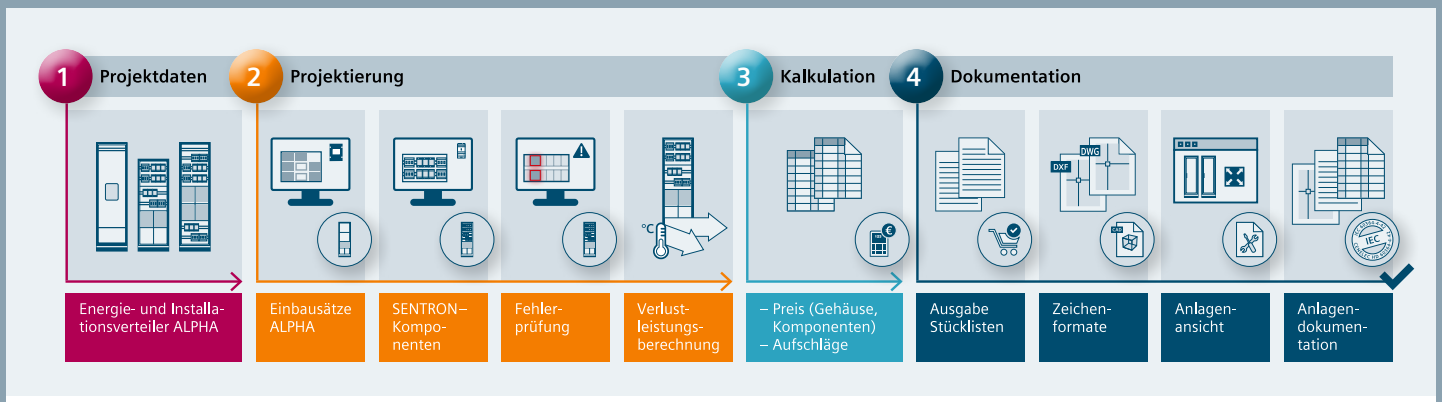 1 Projektdaten
2 Projektierung
3 Kalkulation
4 Dokumentation
°C
€
DXF
DWG
CAD
IEC
Energie- und Installa-
tionsverteiler ALPHA
Einbausätze
ALPHA
SENTRON–
Kompo-
nenten
Fehler-
prüfung
Verlust-
leistungs-
berechnung
– Preis (Gehäuse,
Komponenten)
– Aufschläge
Ausgabe
Stücklisten
Zeichen-
formate
Anlagen-
ansicht
Anlagen-
dokumen-
tation